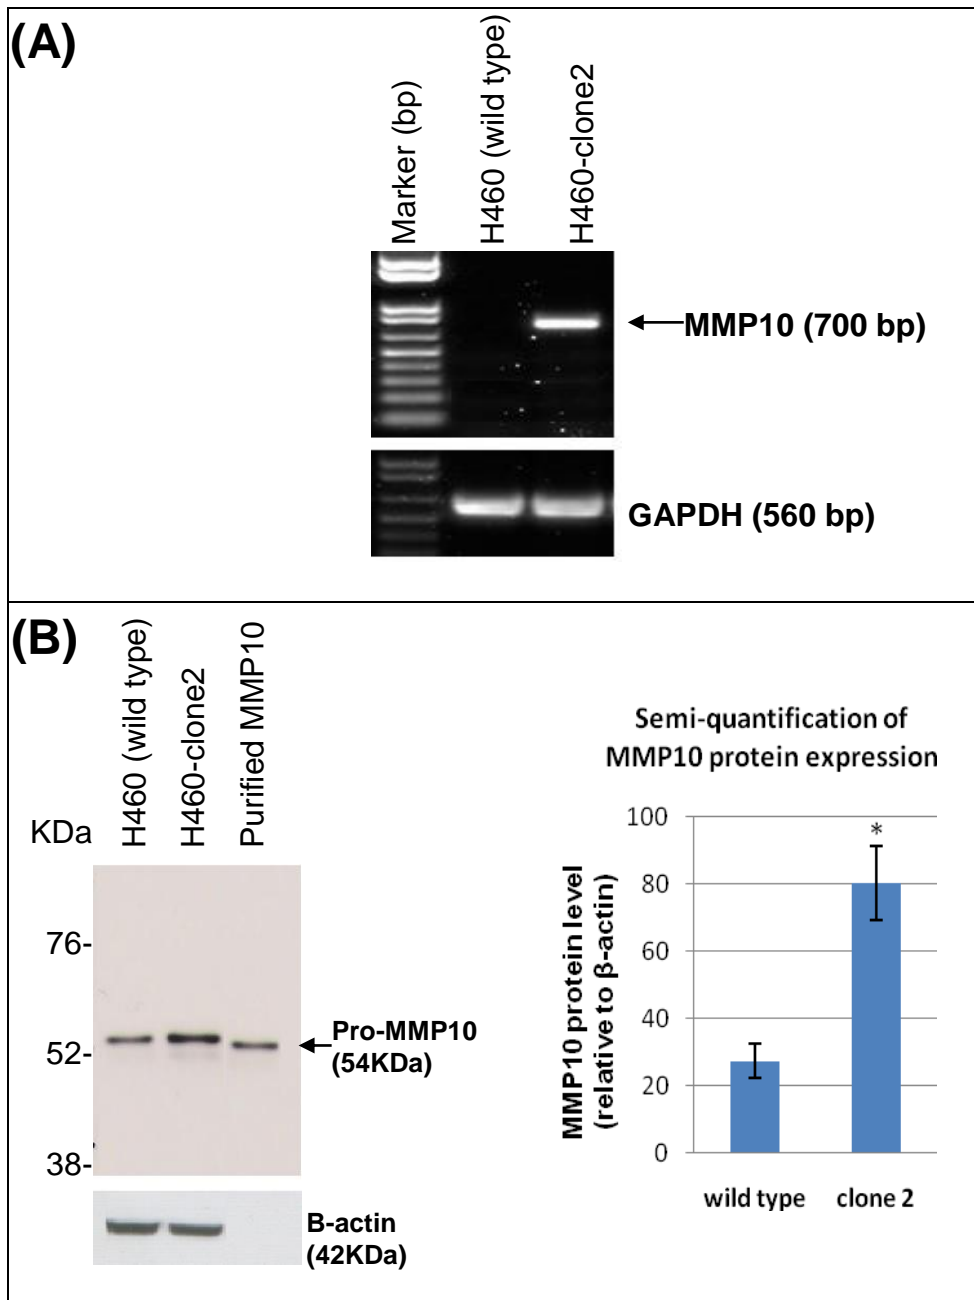 (A)
Marker (bp)
H460 (wild type)
H460-clone2
MMP10 (700 bp)
GAPDH (560 bp)
(B)
H460 (wild type)
H460-clone2
Purified MMP10
KDa
76-
52-
38-
Pro-MMP10
(54KDa)
B-actin
(42KDa)
Semi-quantification of
MMP10 protein expression
MMP10 protein level
(relative to β-actin)
100
80
60
40
20
0
*
wild type
clone 2